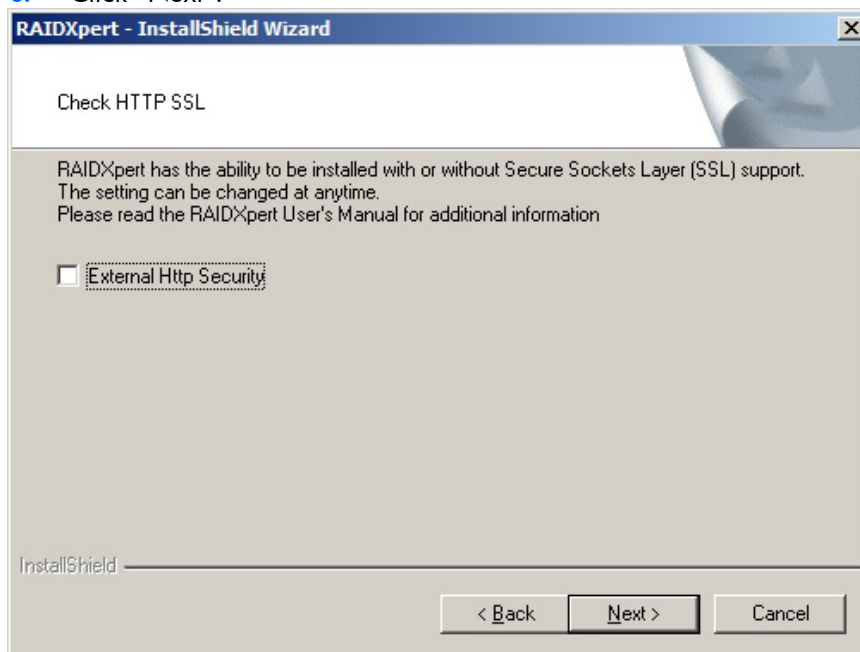 Click "Next".
RAIDXpert - InstallShield Wizard
Check HTTP SSL
RAIDXpert has the ability to be installed with or without Secure Sockets Layer (SSL) support.
The setting can be changed at anytime.
Please read the RAIDXpert User's Manual for additional information
External Http Security
InstallShield
< Back
Next >
Cancel